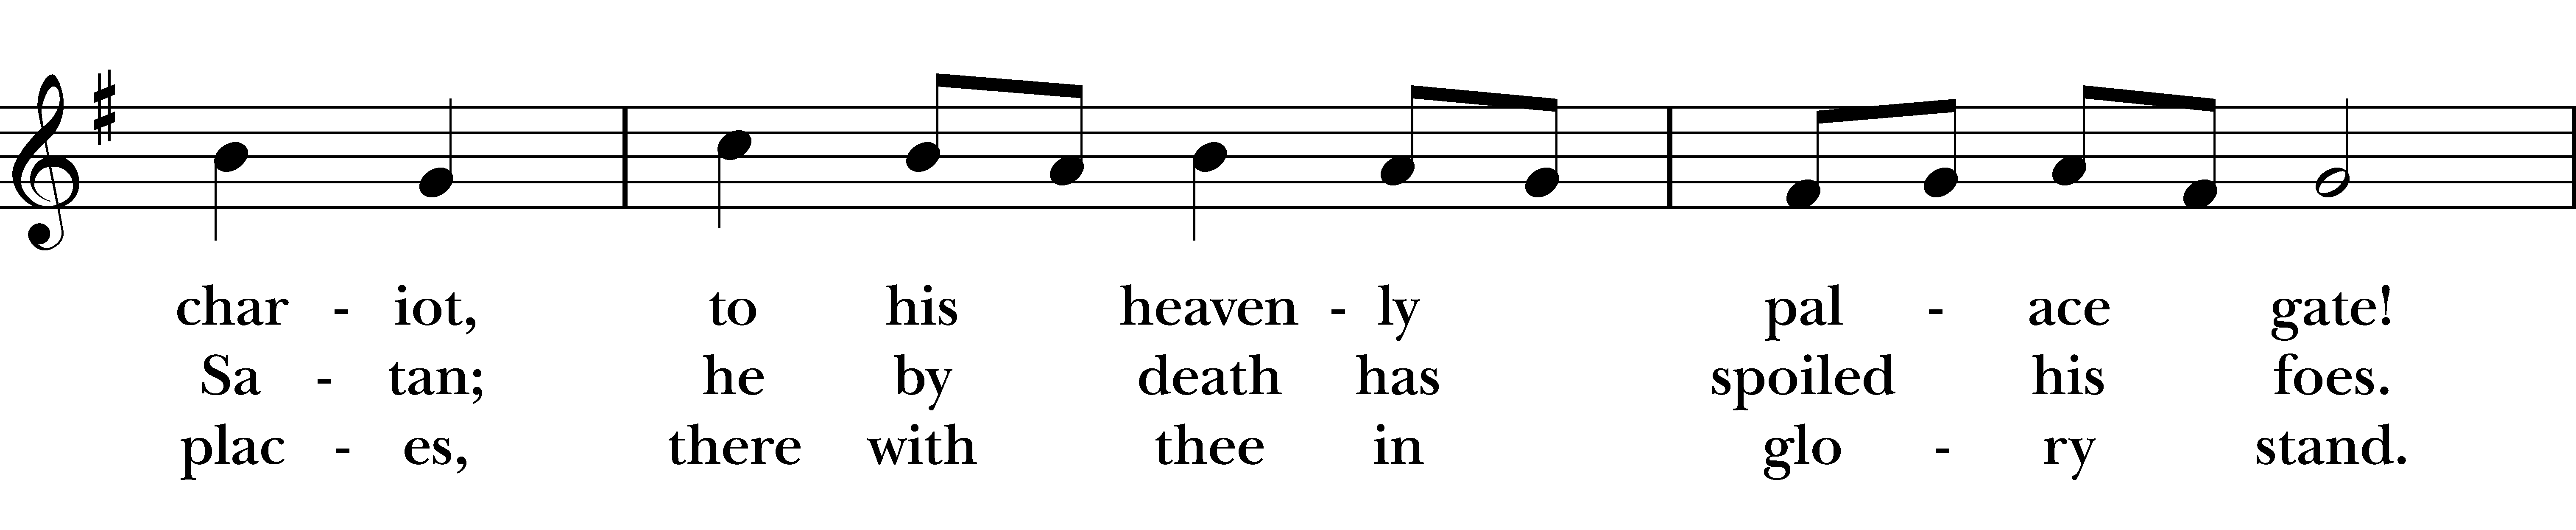 char - iot, to his heaven - ly pal - ace gate!
Sa - tan; he by death has spoiled his foes.
plac - es, there with thee in glo - ry stand.